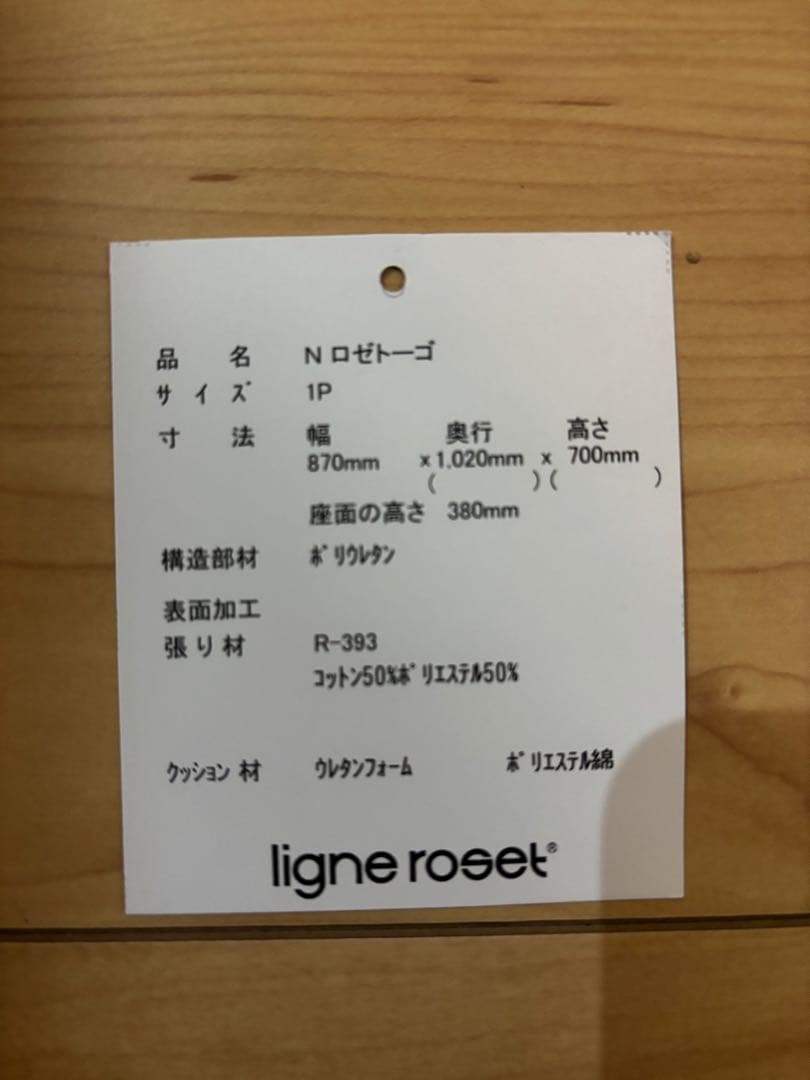 品 名 N ロゼトーゴ
サ イ ズ 1P
寸 法 幅 奥行 高さ
870mm x 1.020mm x 700mm
( )( )
座面の高さ 380mm
構造部材 ポリウレタン
表面加工
張り材 R-393
コットン50%ポリエステル50%
クッション 材 ウレタンフォーム ポリエステル綿
ligne roset®